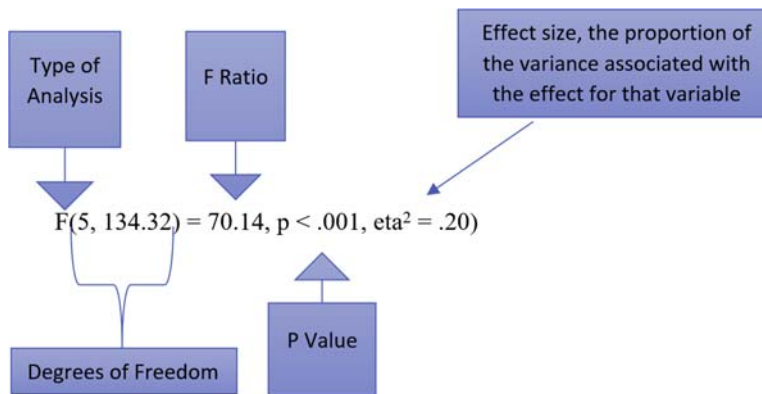 Type of
Analysis
F Ratio
Effect size, the proportion of
the variance associated with
the effect for that variable
F(5, 134.32) = 70.14, p < .001, eta² = .20)
P Value
Degrees of Freedom